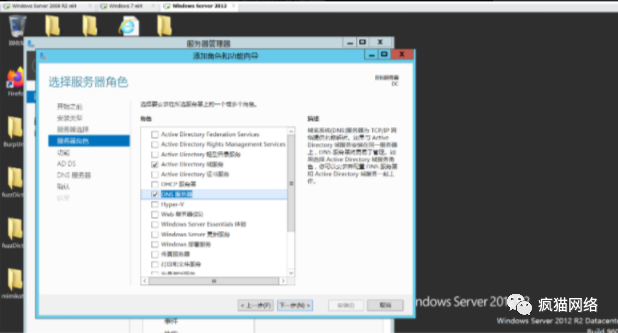 Windows Server 2008 R2 x64
Windows 7 x64
Windows Server 2012
服务器管理器
添加角色和功能向导
选择服务器角色
目标服务器
DC
开始之前
安装类型
服务器选择
服务器角色
功能
AD DS
DNS 服务器
确认
选择要安装在所选服务器上的一个或多个角色。
角色
Active Directory Federation Services
Active Directory Rights Management Services
Active Directory 轻型目录服务
Active Directory 域服务
Active Directory 证书服务
DHCP 服务器
DNS 服务器
Hyper-V
Web 服务器(IIS)
Windows Server Essentials 体验
Windows Server 更新服务
Windows 部署服务
传真服务器
打印和文件服务
描述
域名系统(DNS)服务器为 TCP/IP 网
络提供名称解析。如果与 Active
Directory 域服务安装在同一服务器
上，DNS 服务器将更易于管理。如
果选择 Active Directory 域服务角
色，你可以安装并配置 DNS 服务器
和 Active Directory 域服务一起工
作。
< 上一步(P)
下一步(N) >
安装(I)
取消
事件
Windows Server 2012 R2 Datacente
疯猫网络